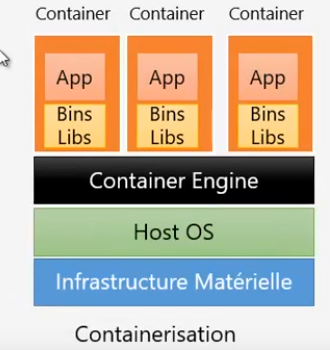 Container Container Container
App App App
Bins Bins Bins
Libs Libs Libs
Container Engine
Host OS
Infrastructure Matérielle
Containerisation